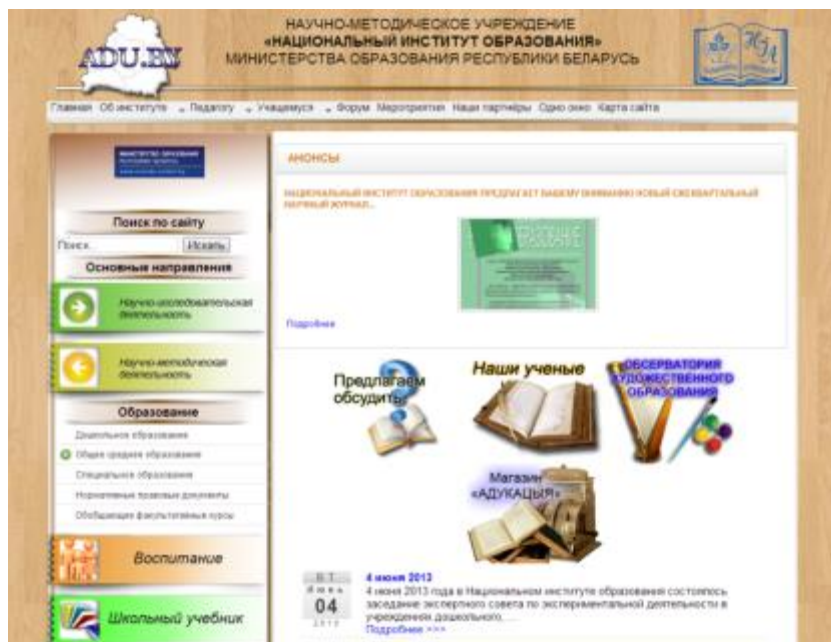 НАУЧНО-МЕТОДИЧЕСКОЕ УЧРЕЖДЕНИЕ
«НАЦИОНАЛЬНЫЙ ИНСТИТУТ ОБРАЗОВАНИЯ»
МИНИСТЕРСТВА ОБРАЗОВАНИЯ РЕСПУБЛИКИ БЕЛАРУСЬ
ADU.BY
Главная Об институте Педагогу Учащемуся Форум Мероприятия Наши партнёры Одно окно Карта сайта
Поиск по сайту
Поиск... Искать
Основные направления
Научно-исследовательская
деятельность
Научно-методическая
деятельность
Образование
Дошкольное образование
Общее среднее образование
Специальное образование
Нормативные правовые документы
Обобщающие факультативные курсы
Воспитание
Школьный учебник
АНОНСЫ
НАЦИОНАЛЬНЫЙ ИНСТИТУТ ОБРАЗОВАНИЯ ПРЕДЛАГАЕТ ВАШЕМУ ВНИМАНИЮ НОВЫЙ ЕЖЕКВАРТАЛЬНЫЙ
НАУЧНЫЙ ЖУРНАЛ...
ОБРАЗОВАНИЕ
Подробнее
Предлагаем
обсудить
Наши ученые
ОБСЕРВАТОРИЯ
ХУДОЖЕСТВЕННОГО
ОБРАЗОВАНИЯ
Магазин
«АДУКАЦЫЯ»
ВТ
Июнь
04
2013
4 июня 2013
4 июня 2013 года в Национальном институте образования состоялось
заседание экспертного совета по экспериментальной деятельности в
учреждениях дошкольного.....
Подробнее >>>